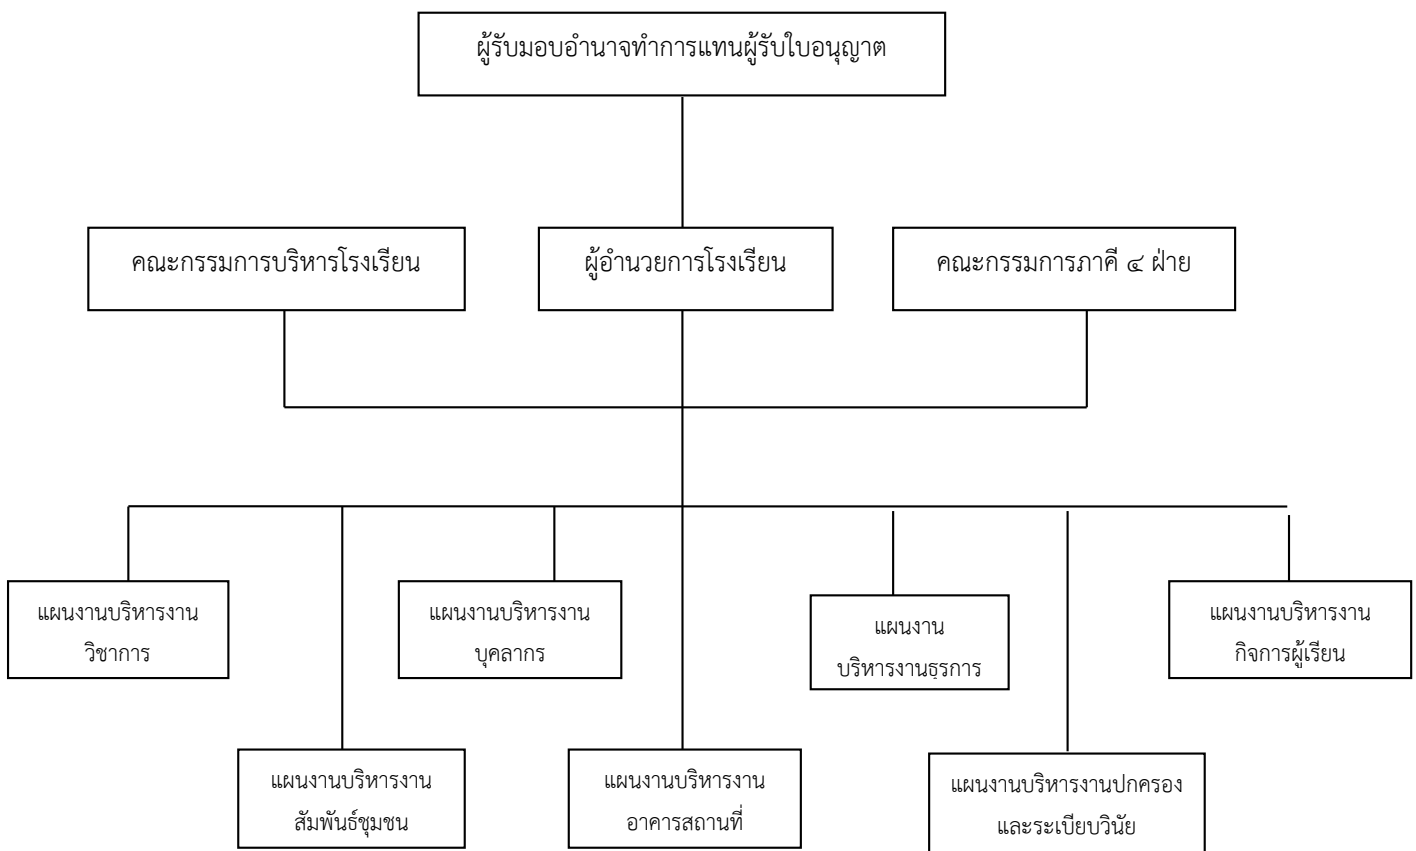 ผู้รับมอบอำนาจทำการแทนผู้รับใบอนุญาต
คณะกรรมการบริหารโรงเรียน
ผู้อำนวยการโรงเรียน
คณะกรรมการภาคี ๔ ฝ่าย
แผนงานบริหารงาน
วิชาการ
แผนงานบริหารงาน
บุคลากร
แผนงาน
บริหารงานธุรการ
แผนงานบริหารงาน
กิจการผู้เรียน
แผนงานบริหารงาน
สัมพันธ์ชุมชน
แผนงานบริหารงาน
อาคารสถานที่
แผนงานบริหารงานปกครอง
และระเบียบวินัย